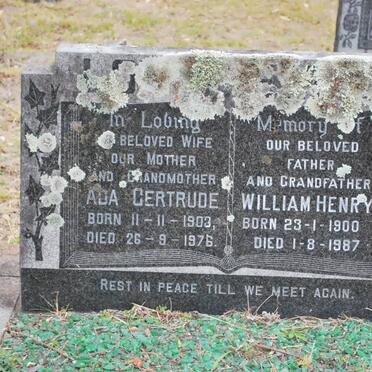 In Loving
Beloved Wife
Our Mother
and Grandmother
Ada Gertrude
Born 11-11-1903,
Died 26-9-1976.
Memory of
Our Beloved
Father
and Grandfather
William Henry
Born 23-1-1900
Died 1-8-1987
Rest in peace till we meet again.